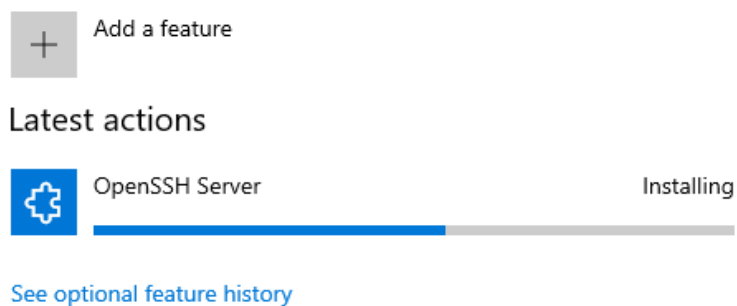 Add a feature
Latest actions
OpenSSH Server Installing
See optional feature history